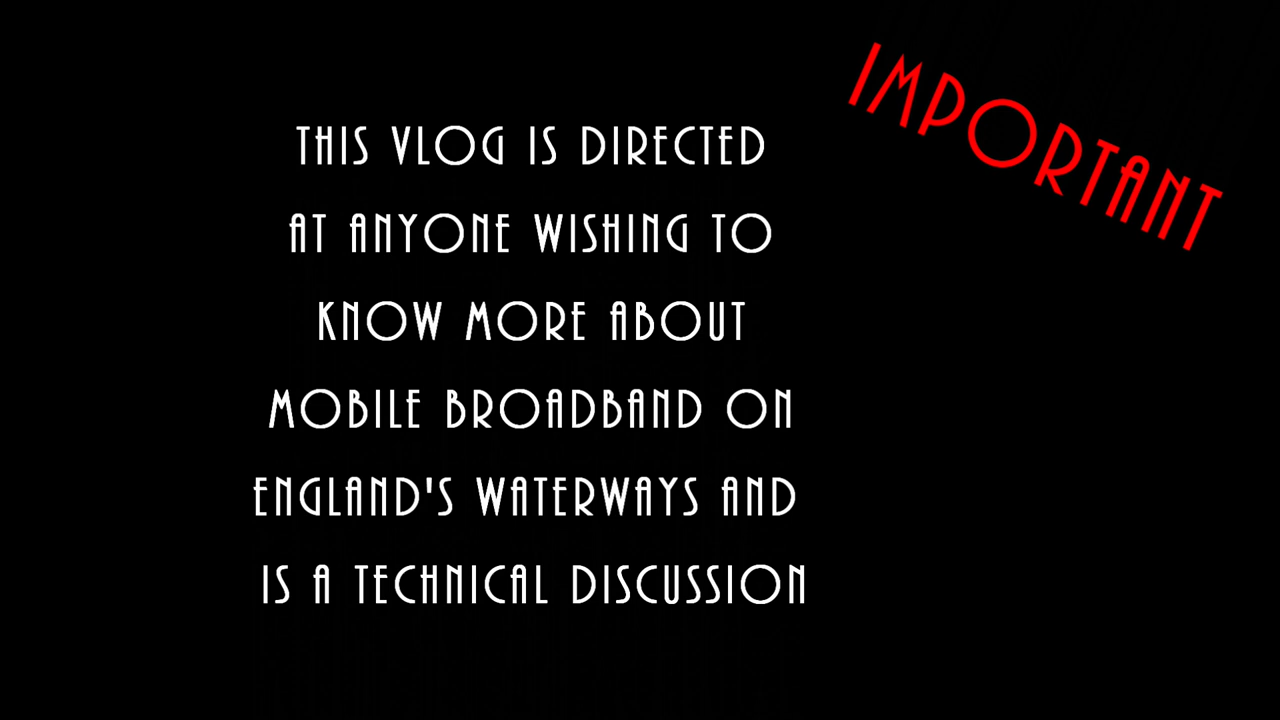 IMPORTANT
THIS VLOG IS DIRECTED
AT ANYONE WISHING TO
KNOW MORE ABOUT
MOBILE BROADBAND ON
ENGLAND'S WATERWAYS AND
IS A TECHNICAL DISCUSSION